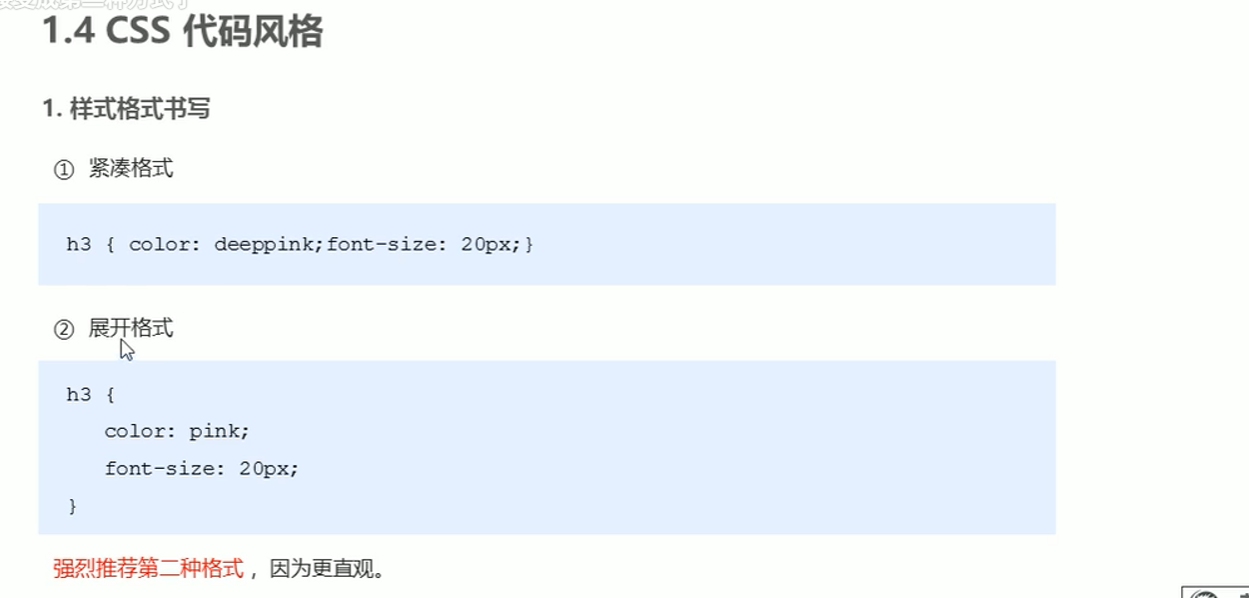 1.4 CSS 代码风格
1. 样式格式书写
① 紧凑格式
h3 { color: deeppink;font-size: 20px;}
② 展开格式
h3 {
color: pink;
font-size: 20px;
}
强烈推荐第二种格式 ，因为更直观。